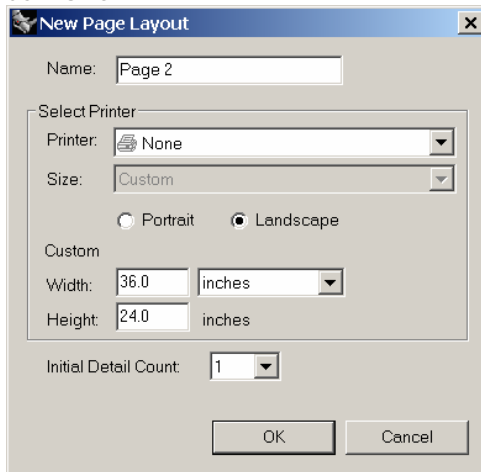 New Page Layout
Name: Page 2
Select Printer
Printer: None
Size: Custom
Portrait Landscape
Custom
Width: 36.0 inches
Height: 24.0 inches
Initial Detail Count: 1
OK Cancel